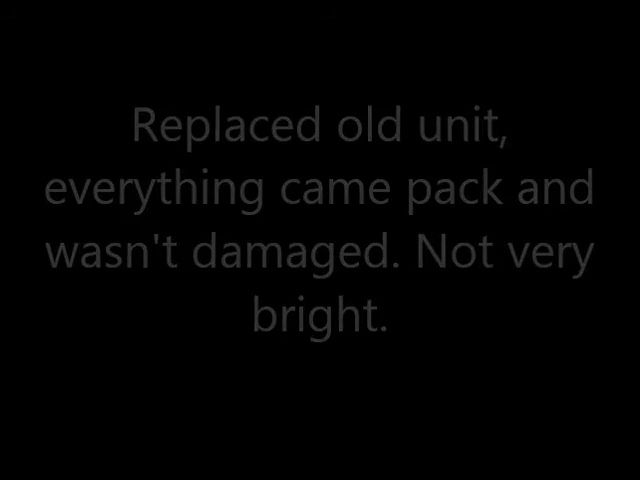 Replaced old unit,
everything came pack and
wasn't damaged. Not very
bright.